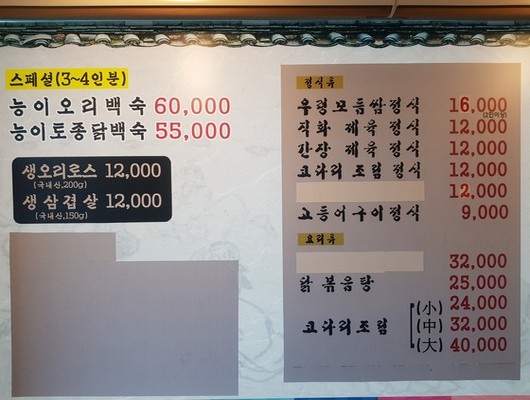 스페셜(3~4인분)
능이오리백숙 60,000
능이토종닭백숙 55,000
생오리로스 12,000
(국내산,200g)
생삼겹살 12,000
(국내산,150g)
정식류
우렁모듬쌈정식 16,000
(2인이상)
직화 제육 정식 12,000
간장 제육 정식 12,000
코다리 조림 정식 12,000
12,000
고등어구이정식 9,000
요리류
32,000
닭 볶음탕 25,000
코다리조림 (小) 24,000
(中) 32,000
(大) 40,000